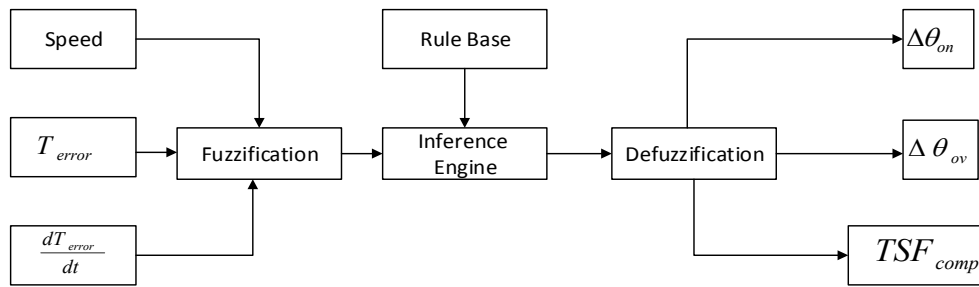 Speed
Rule Base
Δθ_on
T_error
Fuzzification
Inference
Engine
Defuzzification
Δ θ_ov
dT_error
dt
TSF_comp